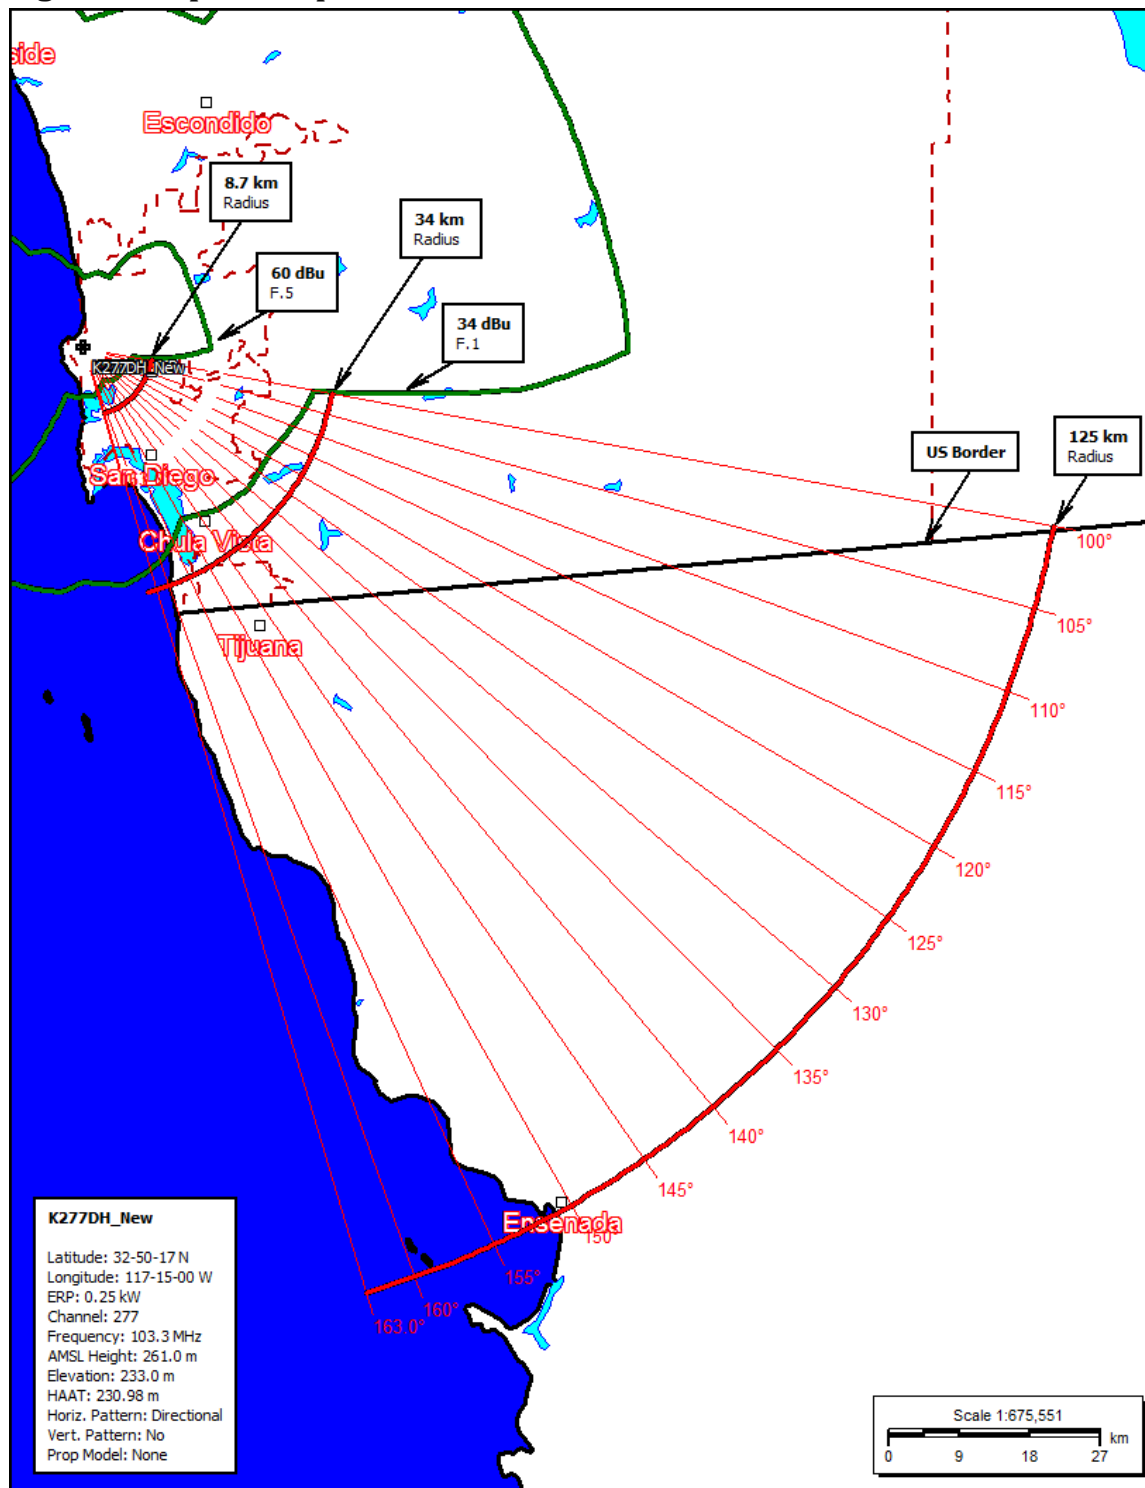 side
Escondido
8.7 km
Radius
34 km
Radius
60 dBu
F.5
34 dBu
F.1
K277DH_New
US Border
125 km
Radius
San Diego
Chula Vista
100°
105°
Tijuana
110°
115°
120°
125°
130°
135°
140°
145°
Ensenada
150°
155°
160°
163.0°
K277DH_New
Latitude: 32-50-17 N
Longitude: 117-15-00 W
ERP: 0.25 kW
Channel: 277
Frequency: 103.3 MHz
AMSL Height: 261.0 m
Elevation: 233.0 m
HAAT: 230.98 m
Horiz. Pattern: Directional
Vert. Pattern: No
Prop Model: None
Scale 1:675,551
km
0 9 18 27